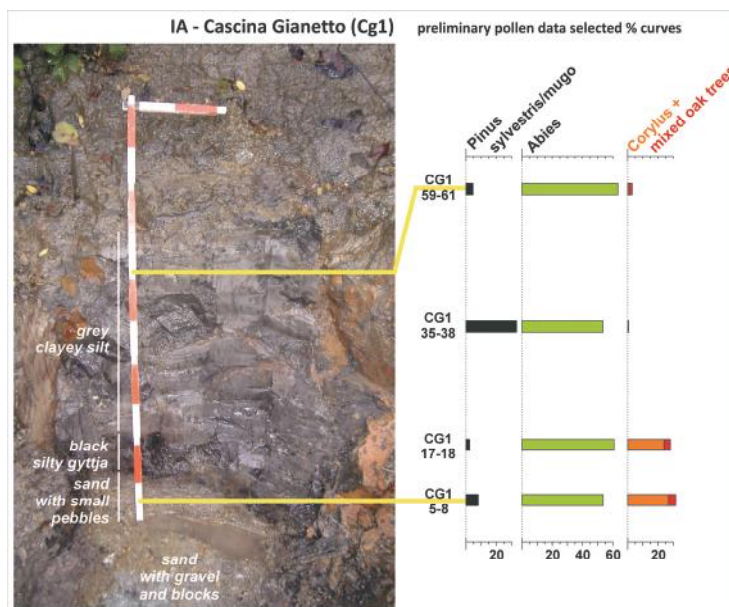 IA - Cascina Gianetto (Cg1)
preliminary pollen data selected % curves
Pinus
sylvestris/mugo
Abies
Corylus +
mixed oak trees
CG1
59-61
CG1
35-38
CG1
17-18
CG1
5-8
grey
clayey silt
black
silty gyttja
sand
with small
pebbles
sand
with gravel
and blocks
20
20 40 60
20